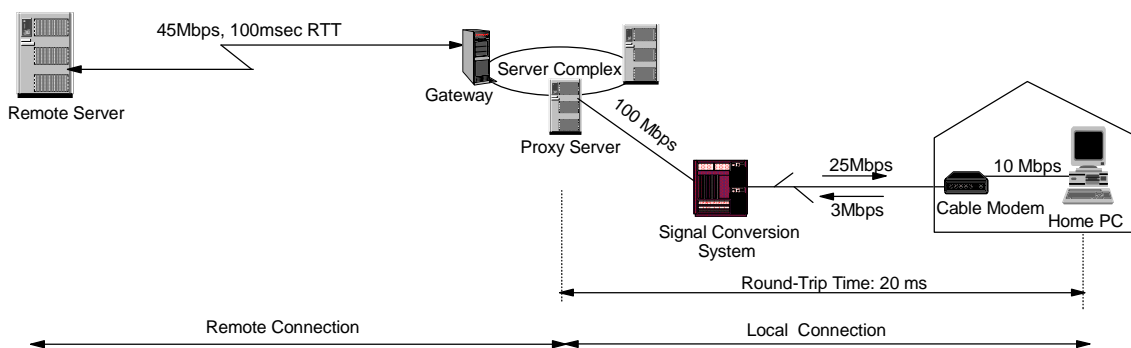 45Mbps, 100msec RTT
Remote Server
Gateway
Server Complex
Proxy Server
100 Mbps
Signal Conversion
System
25Mbps
3Mbps
Cable Modem
10 Mbps
Home PC
Round-Trip Time: 20 ms
Remote Connection
Local Connection